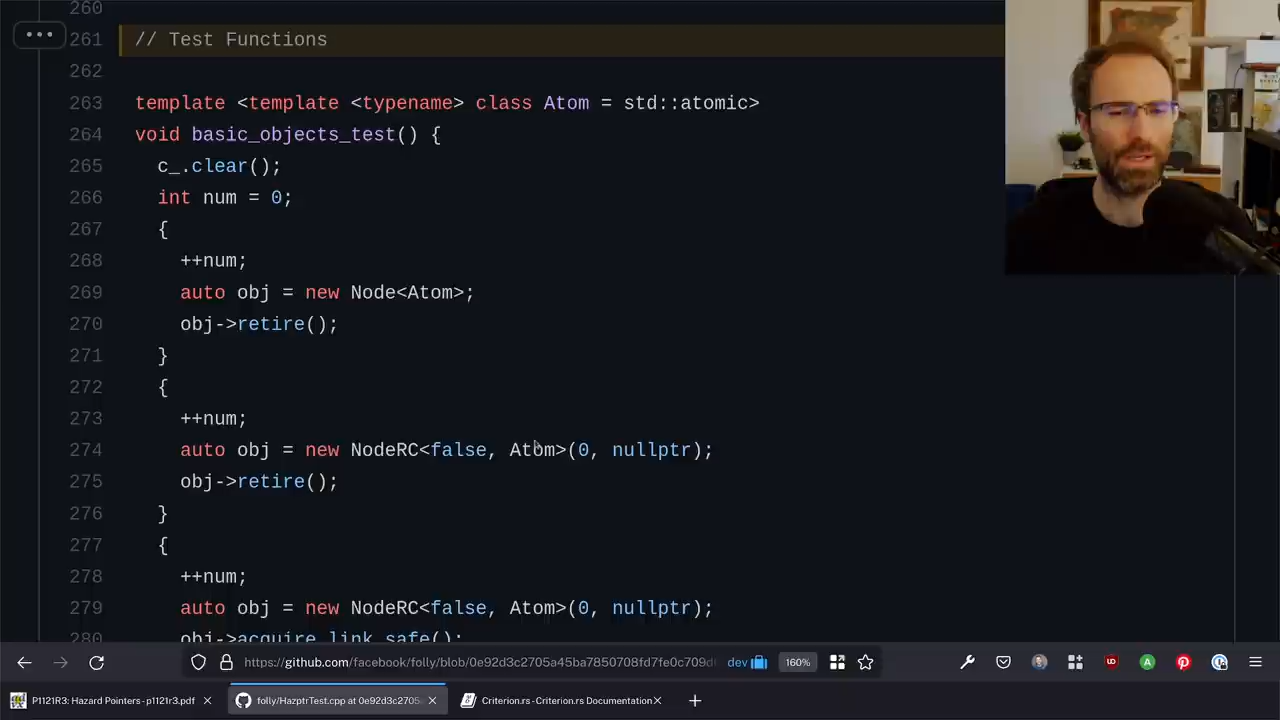 260
261 // Test Functions
262
263 template <template <typename> class Atom = std::atomic>
264 void basic_objects_test() {
265 c_.clear();
266 int num = 0;
267 {
268 ++num;
269 auto obj = new Node<Atom>;
270 obj->retire();
271 }
272 {
273 ++num;
274 auto obj = new NodeRC<false, Atom>(0, nullptr);
275 obj->retire();
276 }
277 {
278 ++num;
279 auto obj = new NodeRC<false, Atom>(0, nullptr);
280 obj->acquire_link_safe();
https://github.com/facebook/folly/blob/0e92d3c2705a45ba7850708fd7fe0c709d dev 160%
P1121R3: Hazard Pointers - p1121r3.pdf folly/HazptrTest.cpp at 0e92d3c2705 Criterion.rs - Criterion.rs Documentation